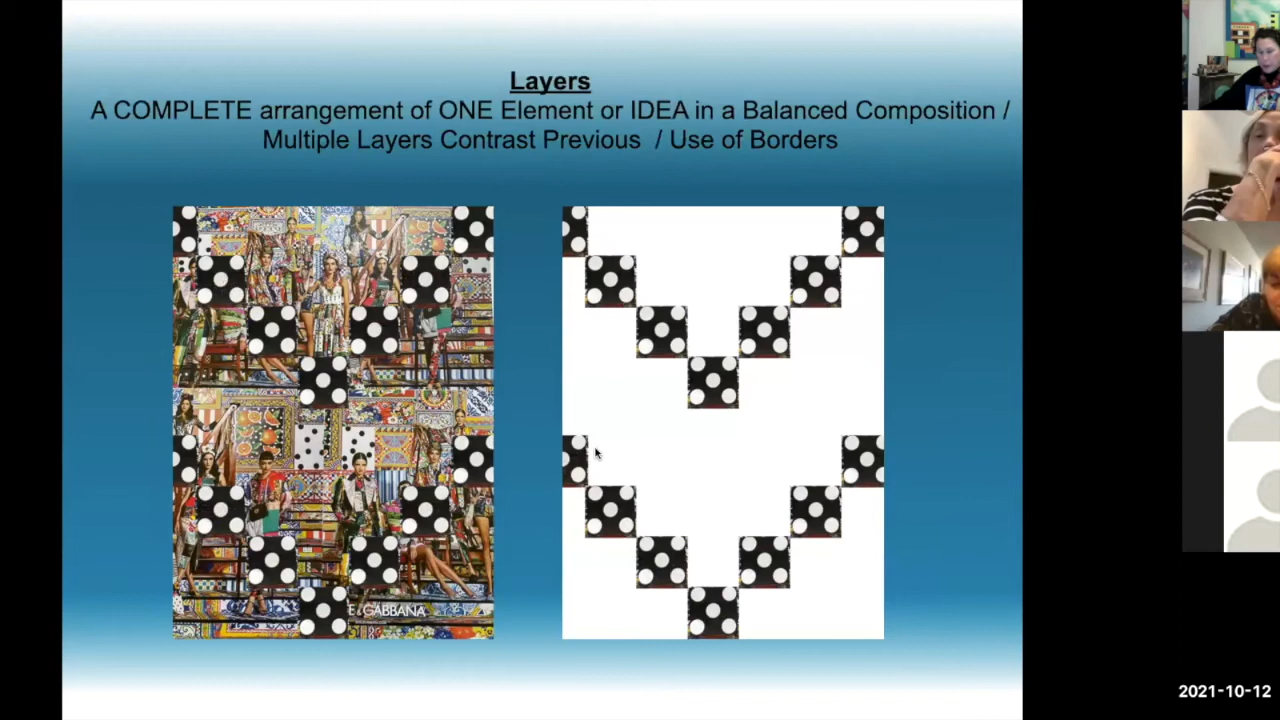 Layers
A COMPLETE arrangement of ONE Element or IDEA in a Balanced Composition /
Multiple Layers Contrast Previous / Use of Borders
E&GABBANA
2021-10-12